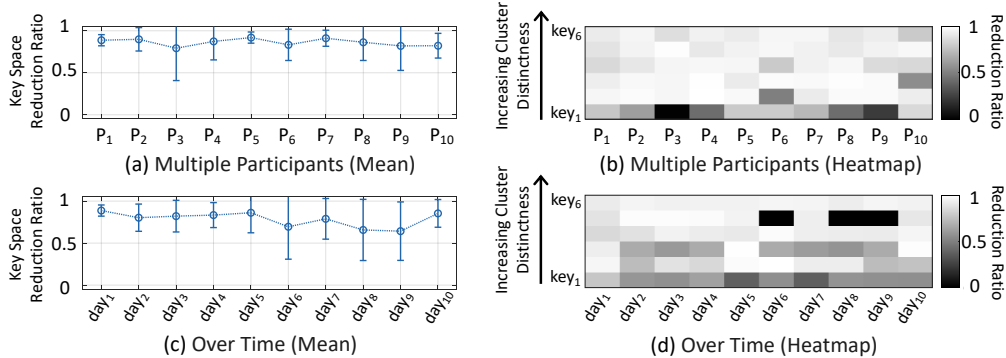 Key Space
Reduction Ratio
1
0.5
0
P1 P2 P3 P4 P5 P6 P7 P8 P9 P10
(a) Multiple Participants (Mean)
Increasing Cluster
Distinctness
key6
key1
P1 P2 P3 P4 P5 P6 P7 P8 P9 P10
1
0.5
0
Reduction Ratio
(b) Multiple Participants (Heatmap)
Key Space
Reduction Ratio
1
0.5
0
day1 day2 day3 day4 day5 day6 day7 day8 day9 day10
(c) Over Time (Mean)
Increasing Cluster
Distinctness
key6
key1
day1 day2 day3 day4 day5 day6 day7 day8 day9 day10
1
0.5
0
Reduction Ratio
(d) Over Time (Heatmap)